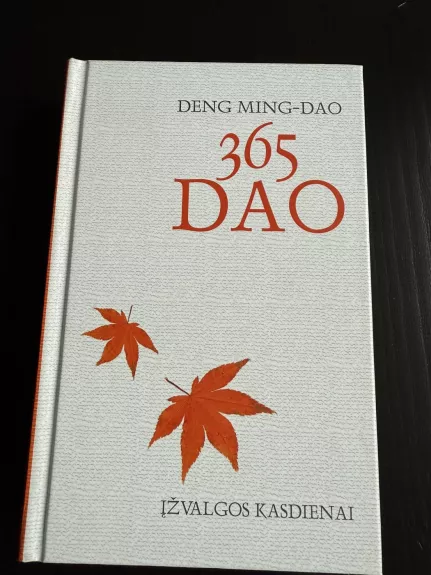 DENG MING-DAO
365
DAO
ĮŽVALGOS KASDIENAI